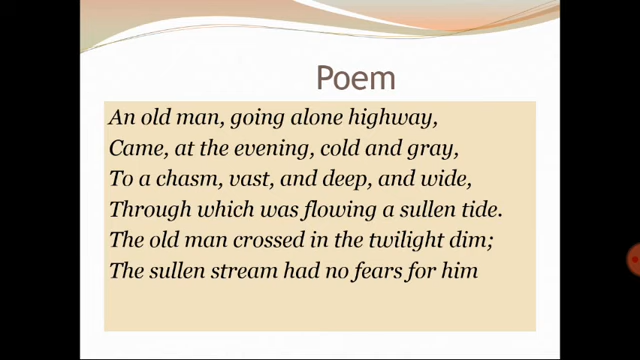 Poem
An old man, going alone highway,
Came, at the evening, cold and gray,
To a chasm, vast, and deep, and wide,
Through which was flowing a sullen tide.
The old man crossed in the twilight dim;
The sullen stream had no fears for him